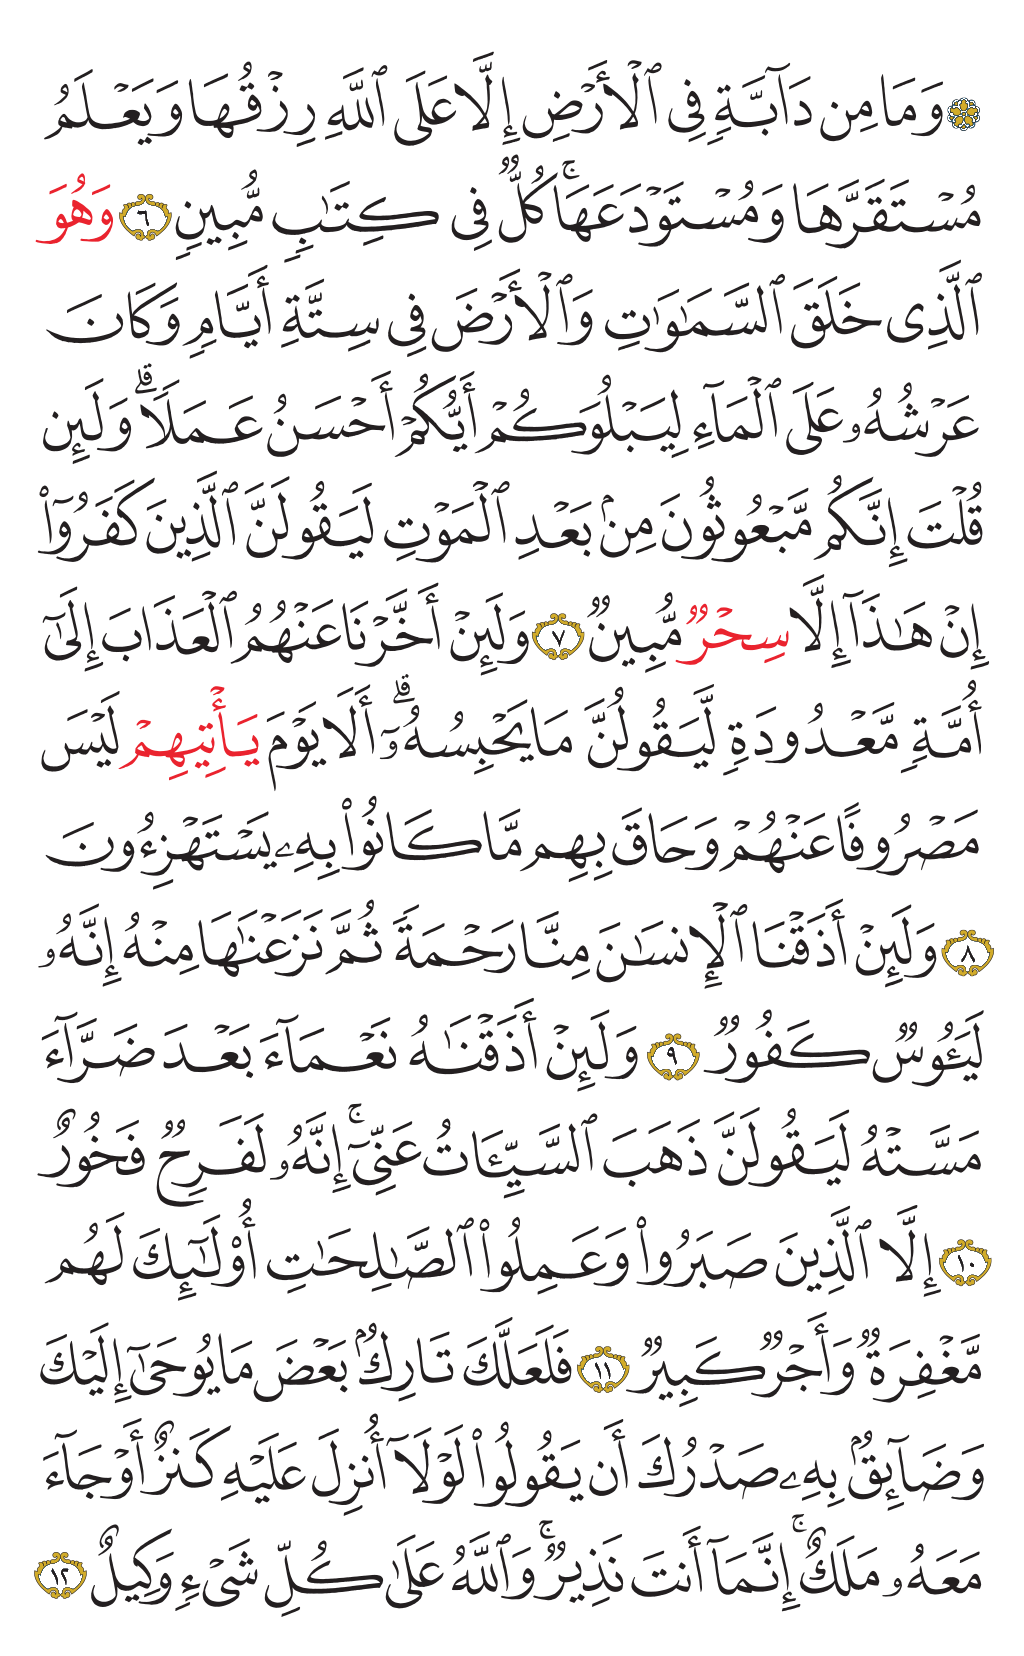 ۞ وَمَا مِن دَآبَّةٍ فِى ٱلْأَرْضِ إِلَّا عَلَى ٱللَّهِ رِزْقُهَا وَيَعْلَمُ
مُسْتَقَرَّهَا وَمُسْتَوْدَعَهَا ۚ كُلٌّ فِى كِتَـٰبٍ مُّبِينٍ ٦ وَهُوَ
ٱلَّذِى خَلَقَ ٱلسَّمَـٰوَٰتِ وَٱلْأَرْضَ فِى سِتَّةِ أَيَّامٍ وَكَانَ
عَرْشُهُۥ عَلَى ٱلْمَآءِ لِيَبْلُوَكُمْ أَيُّكُمْ أَحْسَنُ عَمَلًا ۗ وَلَئِن
قُلْتَ إِنَّكُم مَّبْعُوثُونَ مِنۢ بَعْدِ ٱلْمَوْتِ لَيَقُولَنَّ ٱلَّذِينَ كَفَرُوٓا۟
إِنْ هَـٰذَآ إِلَّا سِحْرٌ مُّبِينٌ ٧ وَلَئِنْ أَخَّرْنَا عَنْهُمُ ٱلْعَذَابَ إِلَىٰٓ
أُمَّةٍ مَّعْدُودَةٍ لَّيَقُولُنَّ مَا يَحْبِسُهُۥٓ ۗ أَلَا يَوْمَ يَأْتِيهِمْ لَيْسَ
مَصْرُوفًا عَنْهُمْ وَحَاقَ بِهِم مَّا كَانُوا۟ بِهِۦ يَسْتَهْزِءُونَ
٨ وَلَئِنْ أَذَقْنَا ٱلْإِنسَـٰنَ مِنَّا رَحْمَةً ثُمَّ نَزَعْنَـٰهَا مِنْهُ إِنَّهُۥ
لَيَـُٔوسٌ كَفُورٌ ٩ وَلَئِنْ أَذَقْنَـٰهُ نَعْمَآءَ بَعْدَ ضَرَّآءَ
مَسَّتْهُ لَيَقُولَنَّ ذَهَبَ ٱلسَّيِّـَٔاتُ عَنِّىٓ ۚ إِنَّهُۥ لَفَرِحٌ فَخُورٌ
١٠ إِلَّا ٱلَّذِينَ صَبَرُوا۟ وَعَمِلُوا۟ ٱلصَّـٰلِحَـٰتِ أُو۟لَـٰٓئِكَ لَهُم
مَّغْفِرَةٌ وَأَجْرٌ كَبِيرٌ ١١ فَلَعَلَّكَ تَارِكٌۢ بَعْضَ مَا يُوحَىٰٓ إِلَيْكَ
وَضَآئِقٌۢ بِهِۦ صَدْرُكَ أَن يَقُولُوا۟ لَوْلَآ أُنزِلَ عَلَيْهِ كَنزٌ أَوْ جَآءَ
مَعَهُۥ مَلَكٌ ۚ إِنَّمَآ أَنتَ نَذِيرٌ ۚ وَٱللَّهُ عَلَىٰ كُلِّ شَىْءٍ وَكِيلٌ ١٢